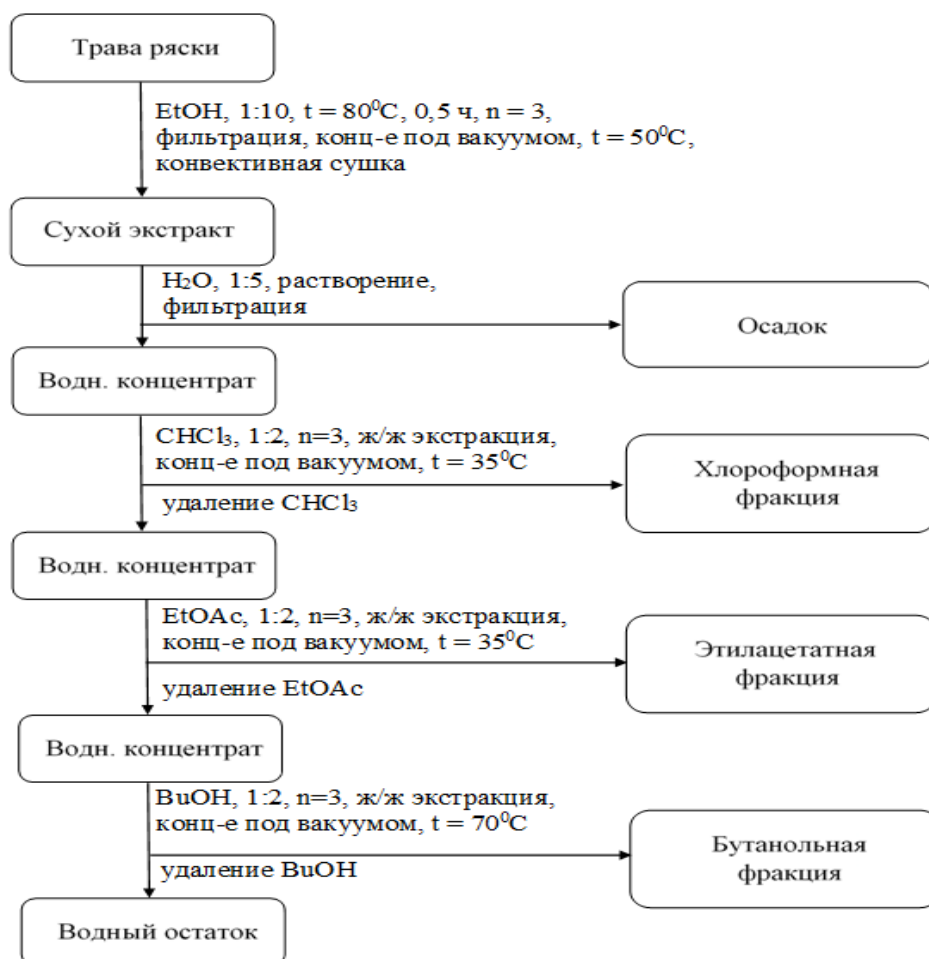 Трава ряски
EtOH, 1:10, t = 80⁰C, 0,5 ч, n = 3,
фильтрация, конц-е под вакуумом, t = 50⁰C,
конвективная сушка
Сухой экстракт
H₂O, 1:5, растворение,
фильтрация
Осадок
Водн. концентрат
CHCl₃, 1:2, n=3, ж/ж экстракция,
конц-е под вакуумом, t = 35⁰C
удаление CHCl₃
Хлороформная
фракция
Водн. концентрат
EtOAc, 1:2, n=3, ж/ж экстракция,
конц-е под вакуумом, t = 35⁰C
удаление EtOAc
Этилацетатная
фракция
Водн. концентрат
BuOH, 1:2, n=3, ж/ж экстракция,
конц-е под вакуумом, t = 70⁰C
удаление BuOH
Бутанольная
фракция
Водный остаток